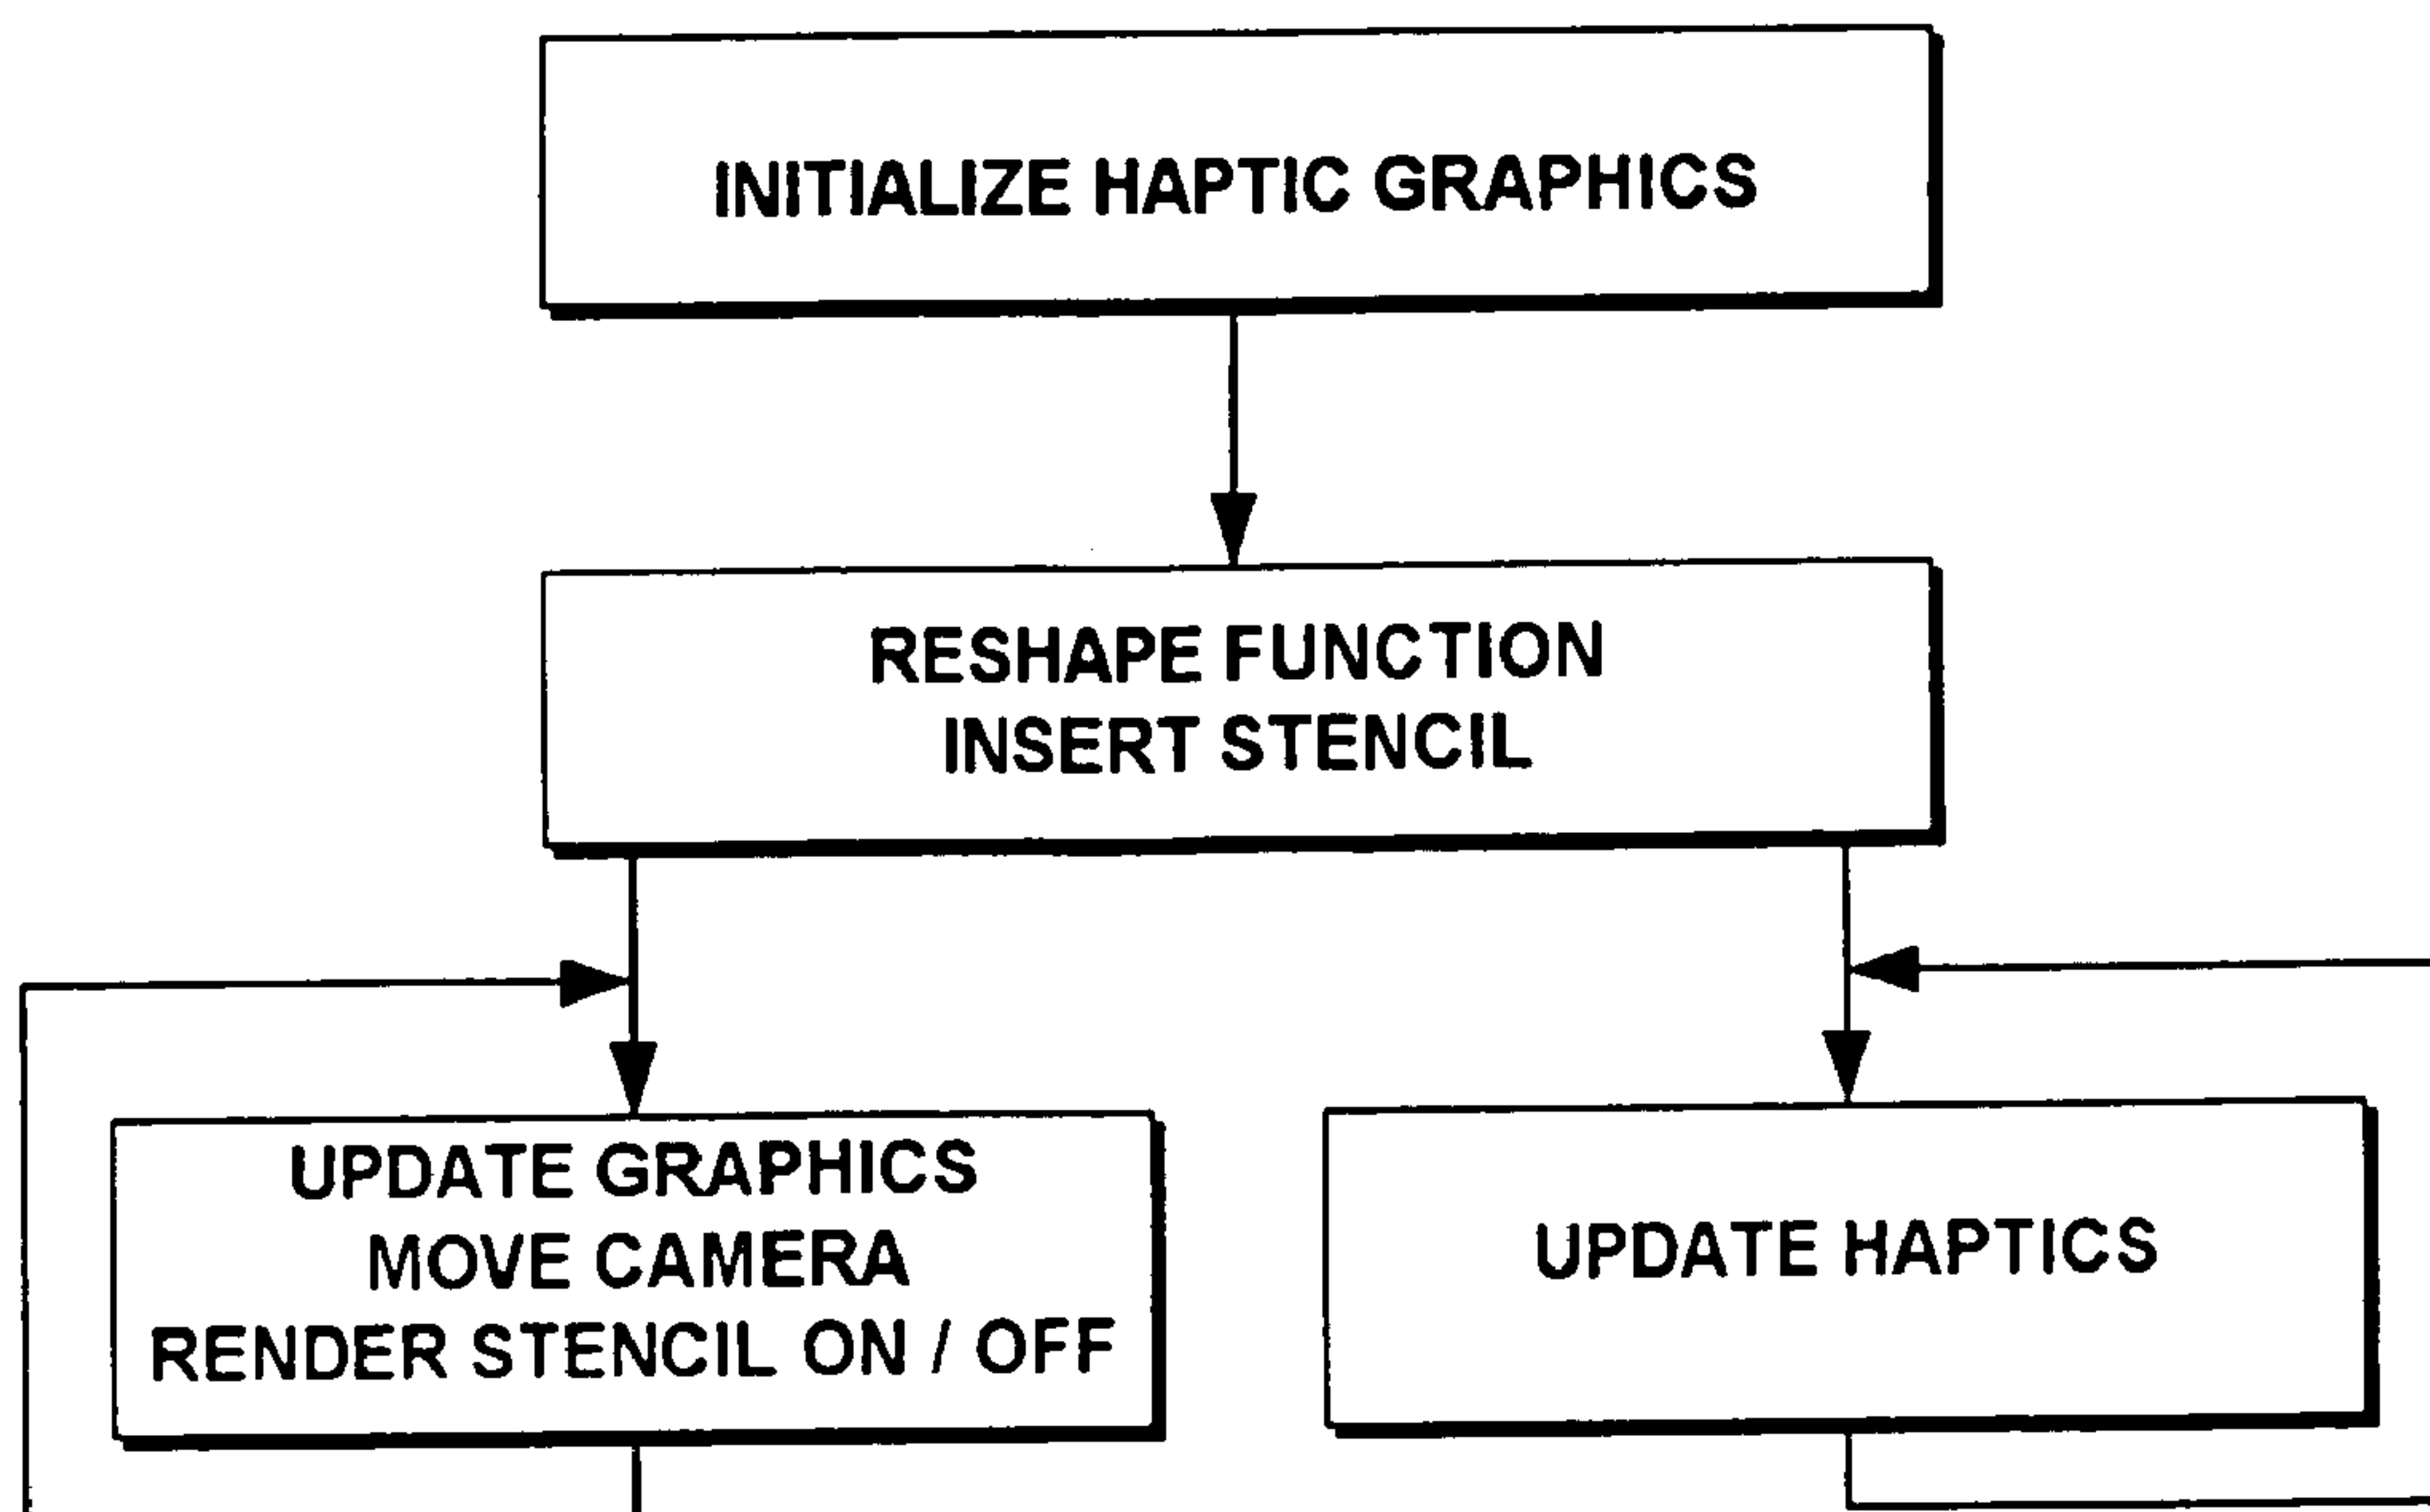 INITIALIZE HAPTIC GRAPHICS
RESHAPE FUNCTION
INSERT STENCIL
UPDATE GRAPHICS
MOVE CAMERA
RENDER STENCIL ON / OFF
UPDATE HAPTICS